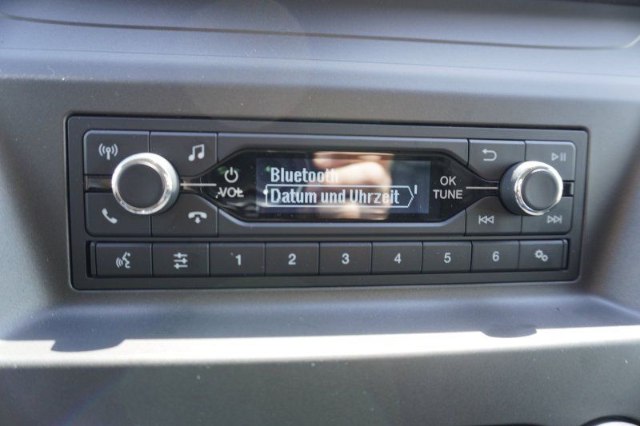 Bluetooth
Datum und Uhrzeit
VOL
OK
TUNE
1 2 3 4 5 6